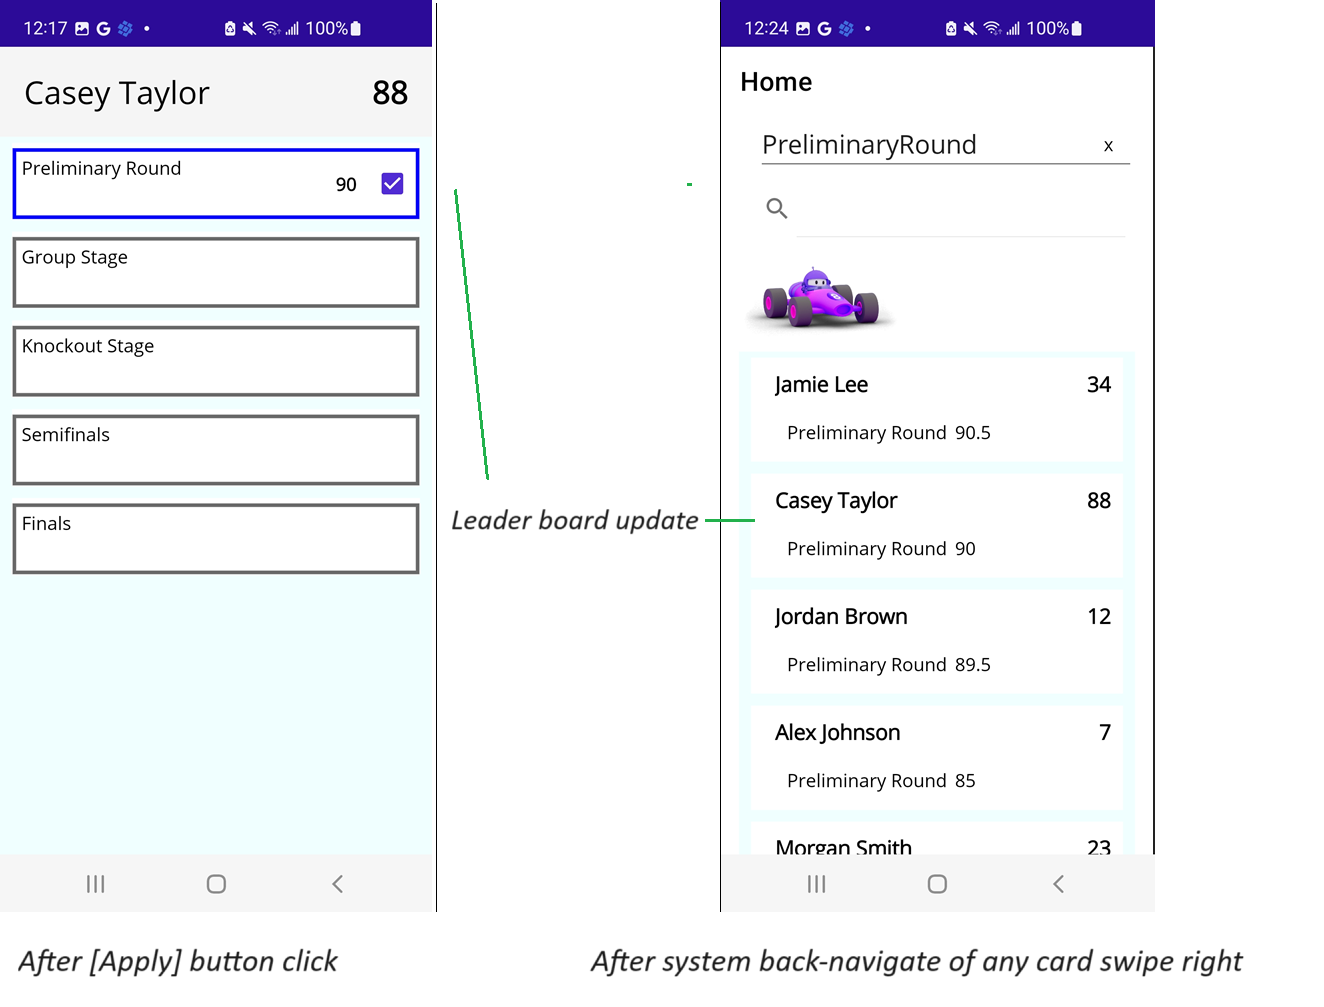 12:17 G 100%
Casey Taylor 88
Preliminary Round
90
Group Stage
Knockout Stage
Semifinals
Finals
After [Apply] button click
Leader board update
12:24 G 100%
Home
PreliminaryRound x
Jamie Lee 34
Preliminary Round 90.5
Casey Taylor 88
Preliminary Round 90
Jordan Brown 12
Preliminary Round 89.5
Alex Johnson 7
Preliminary Round 85
Morgan Smith 23
After system back-navigate of any card swipe right